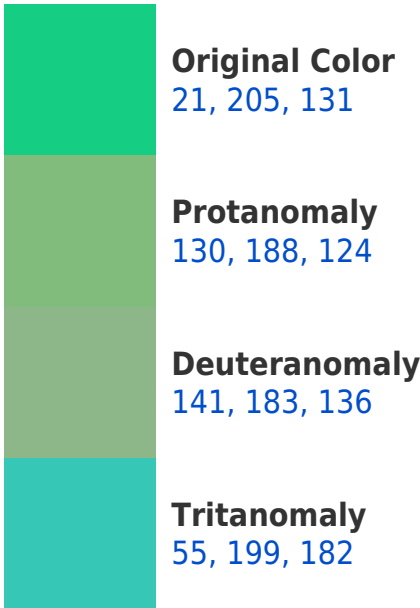 Original Color
21, 205, 131
Protanomaly
130, 188, 124
Deuteranomaly
141, 183, 136
Tritanomaly
55, 199, 182